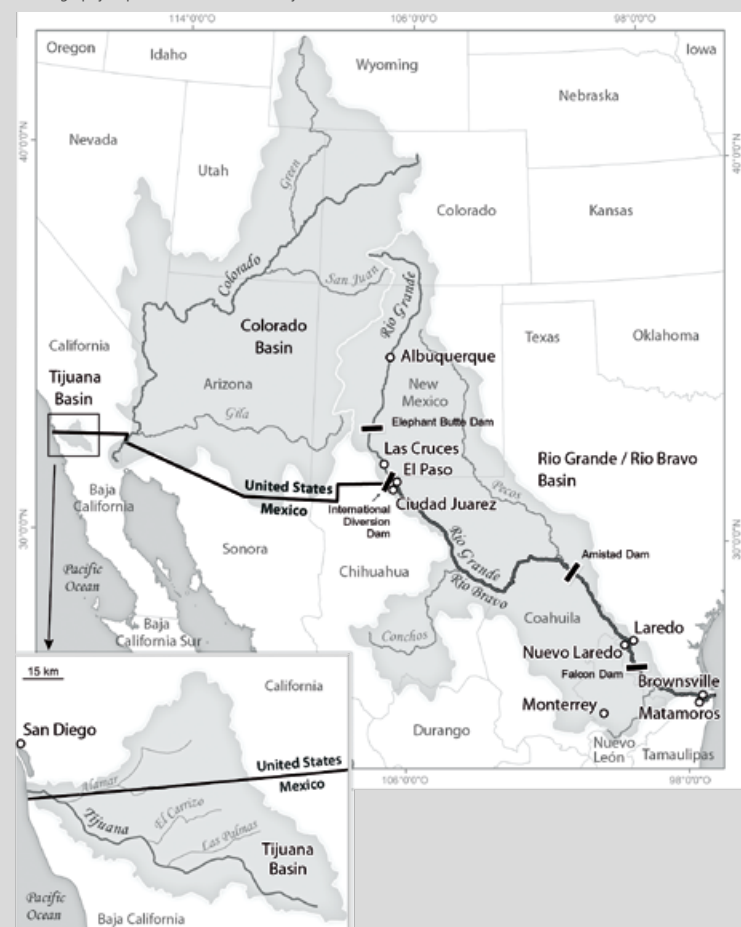 114°0'0"O
106°0'0"O
98°0'0"O
Oregon
Idaho
Wyoming
Iowa
Nebraska
Nevada
Utah
Green
40°0'0"N
40°0'0"N
Colorado
Kansas
Colorado
San Juan
Rio Grande
Colorado
Basin
California
Texas
Oklahoma
Albuquerque
Tijuana
Basin
Arizona
New
Mexico
Gila
Elephant Butte Dam
Las Cruces
El Paso
Rio Grande / Rio Bravo
Basin
Pecos
United States
Mexico
Ciudad Juarez
International
Diversion
Dam
Baja
California
30°0'0"N
30°0'0"N
Sonora
Rio Grande
Rio Bravo
Amistad Dam
Pacific
Ocean
Chihuahua
Coahuila
Baja
California Sur
Conchos
Laredo
Nuevo Laredo
Falcon Dam
Brownsville
Monterrey
Matamoros
Durango
Nuevo
León
Tamaulipas
106°0'0"O
98°0'0"O
15 km
California
San Diego
United States
Mexico
Alamar
Tijuana
El Carrizo
Las Palmas
Tijuana
Basin
Pacific
Ocean
Baja California